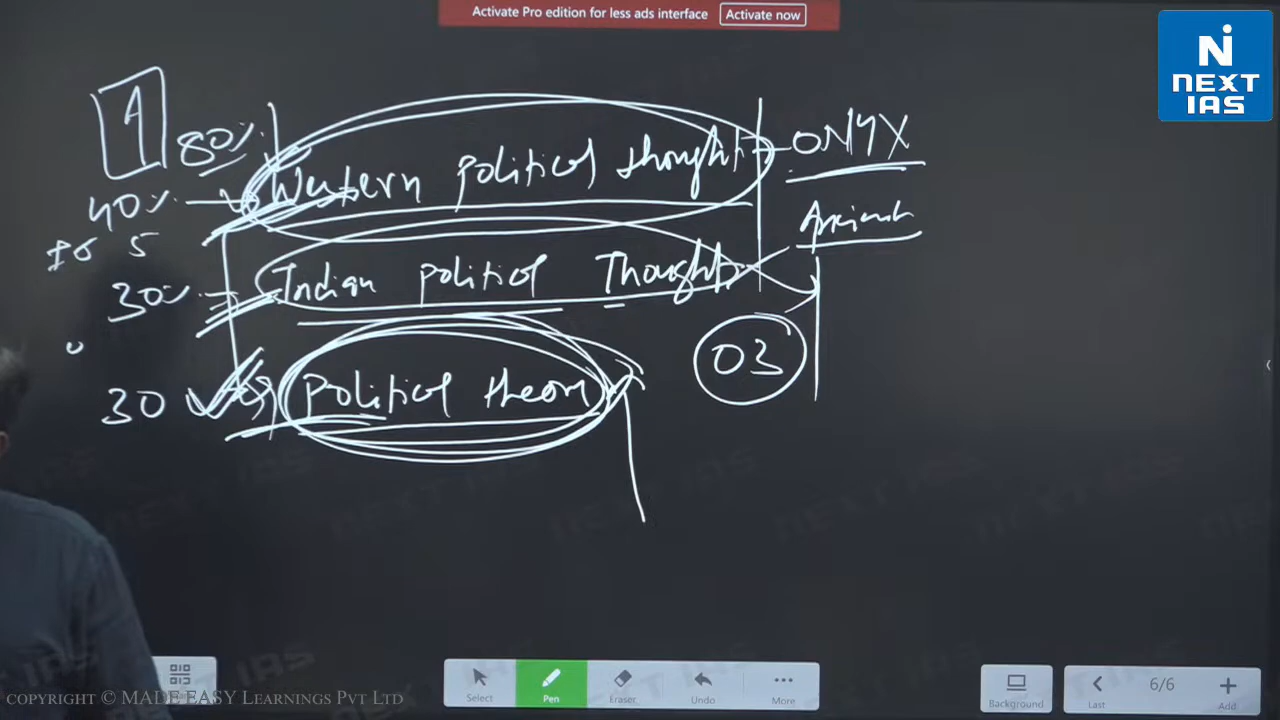 Activate Pro edition for less ads interface Activate now
NEXT
IAS
A
80%
40% Western political thought ONYX
5
30% Indian political Thought
03
30 political theory
Select Pen Eraser Undo More
Background Last 6/6 Add
COPYRIGHT © MADE EASY LEARNINGS PVT LTD